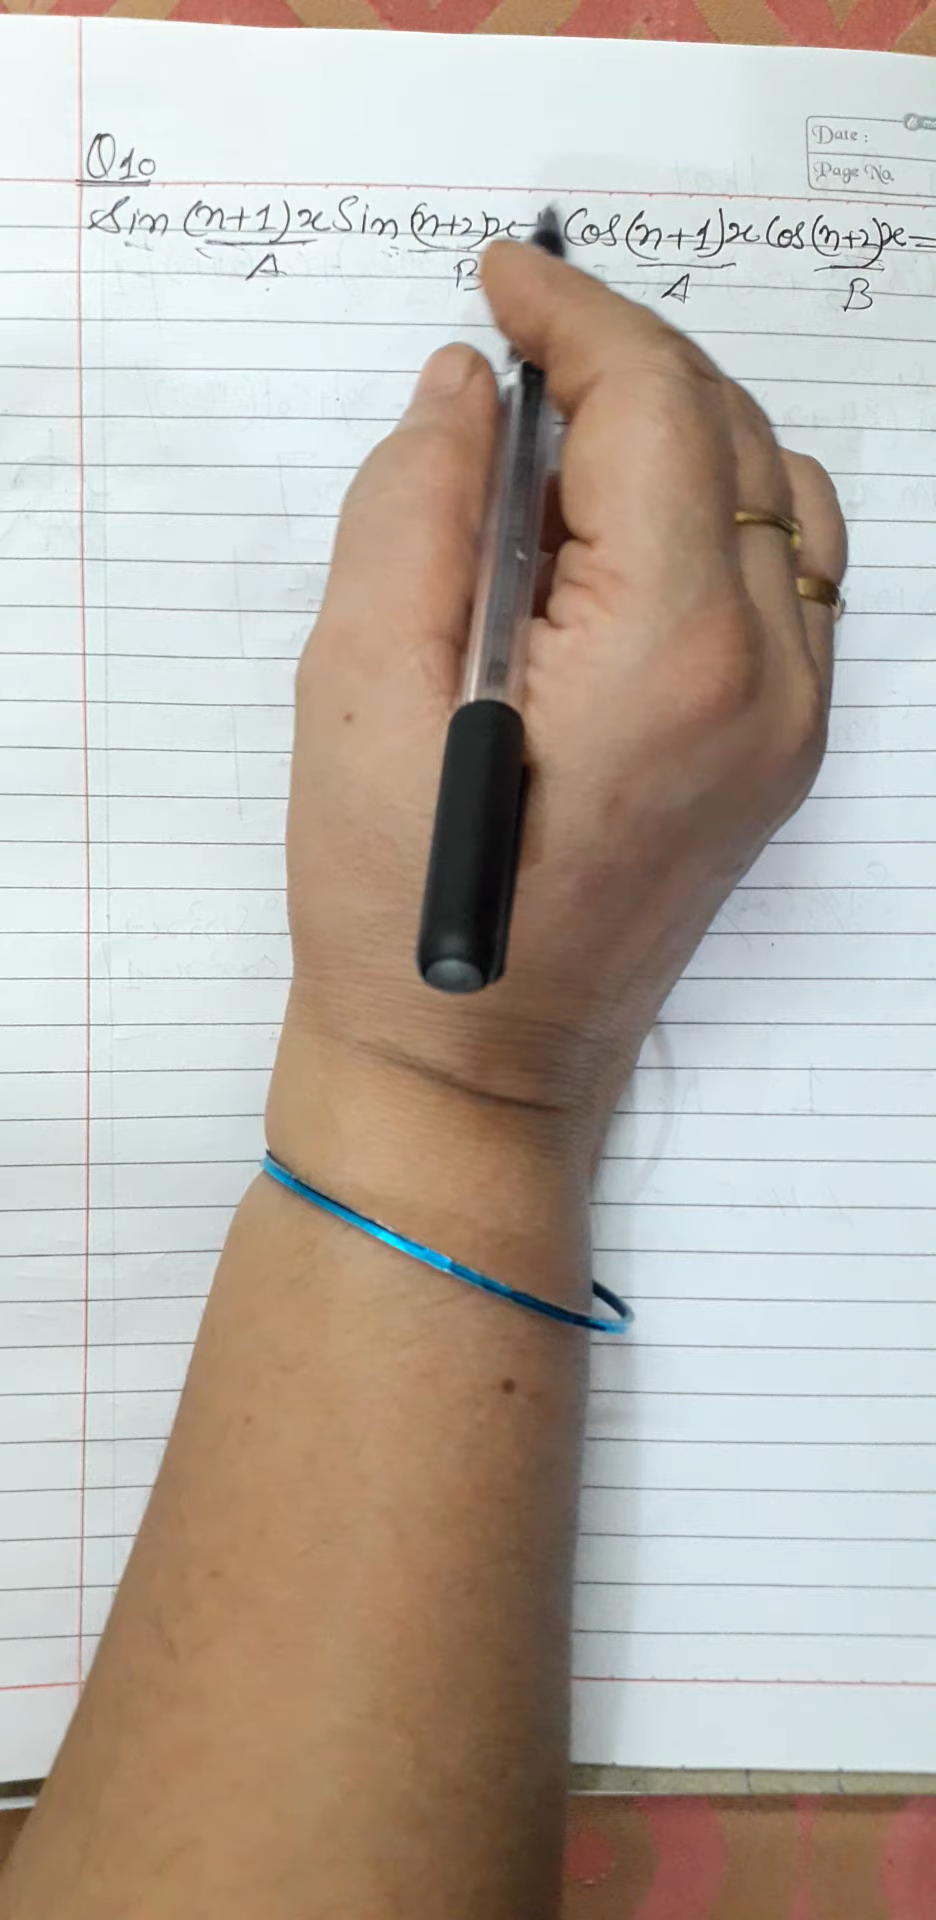 Date :
Page No.
Q10
Sin (n+1)x Sin (n+2)x + Cos(n+1)x Cos(n+2)x =
A B A B